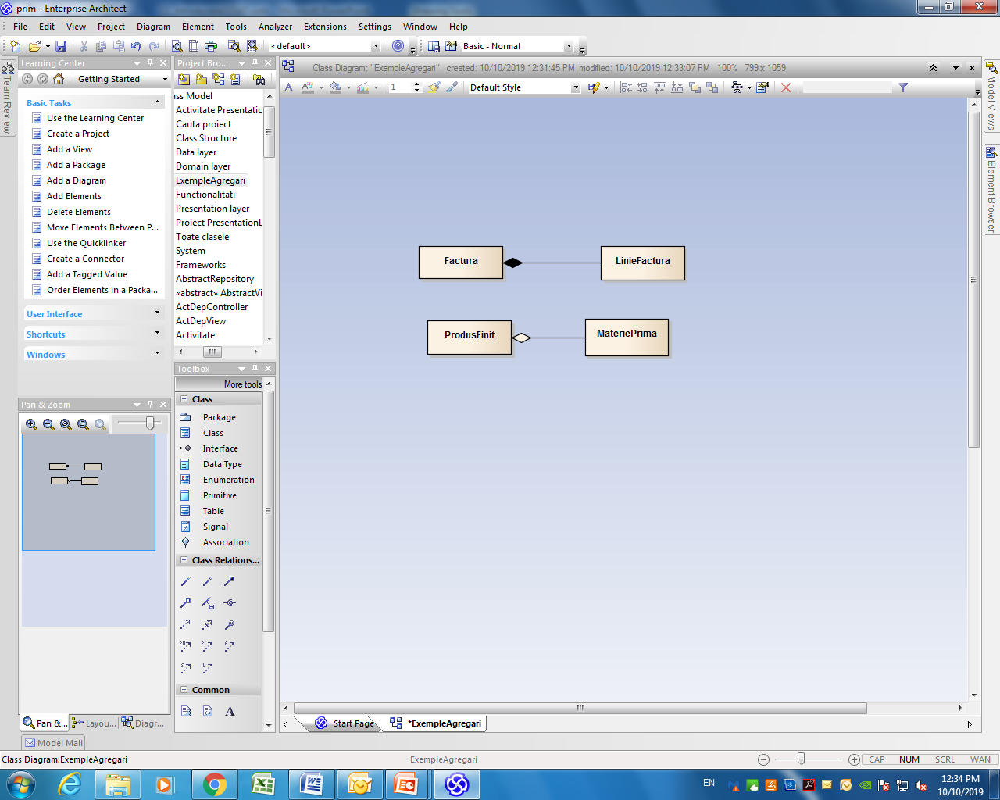 prim - Enterprise Architect
File Edit View Project Diagram Element Tools Analyzer Extensions Settings Window Help
<default>
Basic - Normal
Team Review
Learning Center
Getting Started
Basic Tasks
Use the Learning Center
Create a Project
Add a View
Add a Package
Add a Diagram
Add Elements
Delete Elements
Move Elements Between P...
Use the Quicklinker
Create a Connector
Add a Tagged Value
Order Elements in a Packa...
User Interface
Shortcuts
Windows
Pan & Zoom
Pan &... Layou... Diagr...
Model Mail
Project Bro...
ss Model
Activitate Presentatio
Cauta proiect
Class Structure
Data layer
Domain layer
ExempleAgregari
Functionalitati
Presentation layer
Proiect PresentationL
Toate clasele
System
Frameworks
AbstractRepository
«abstract» AbstractVi
ActDepController
ActDepView
Activitate
Toolbox
More tools
Class
Package
Class
Interface
Data Type
Enumeration
Primitive
Table
Signal
Association
Class Relations...
Common
Class Diagram: "ExempleAgregari" created: 10/10/2019 12:31:45 PM modified: 10/10/2019 12:33:07 PM 100% 799 x 1059
1
Default Style
Factura
LinieFactura
ProdusFinit
MateriePrima
Start Page
*ExempleAgregari
Model Views
Element Browser
Class Diagram:ExempleAgregari
ExempleAgregari
CAP NUM SCRL WAN
EN
12:34 PM
10/10/2019